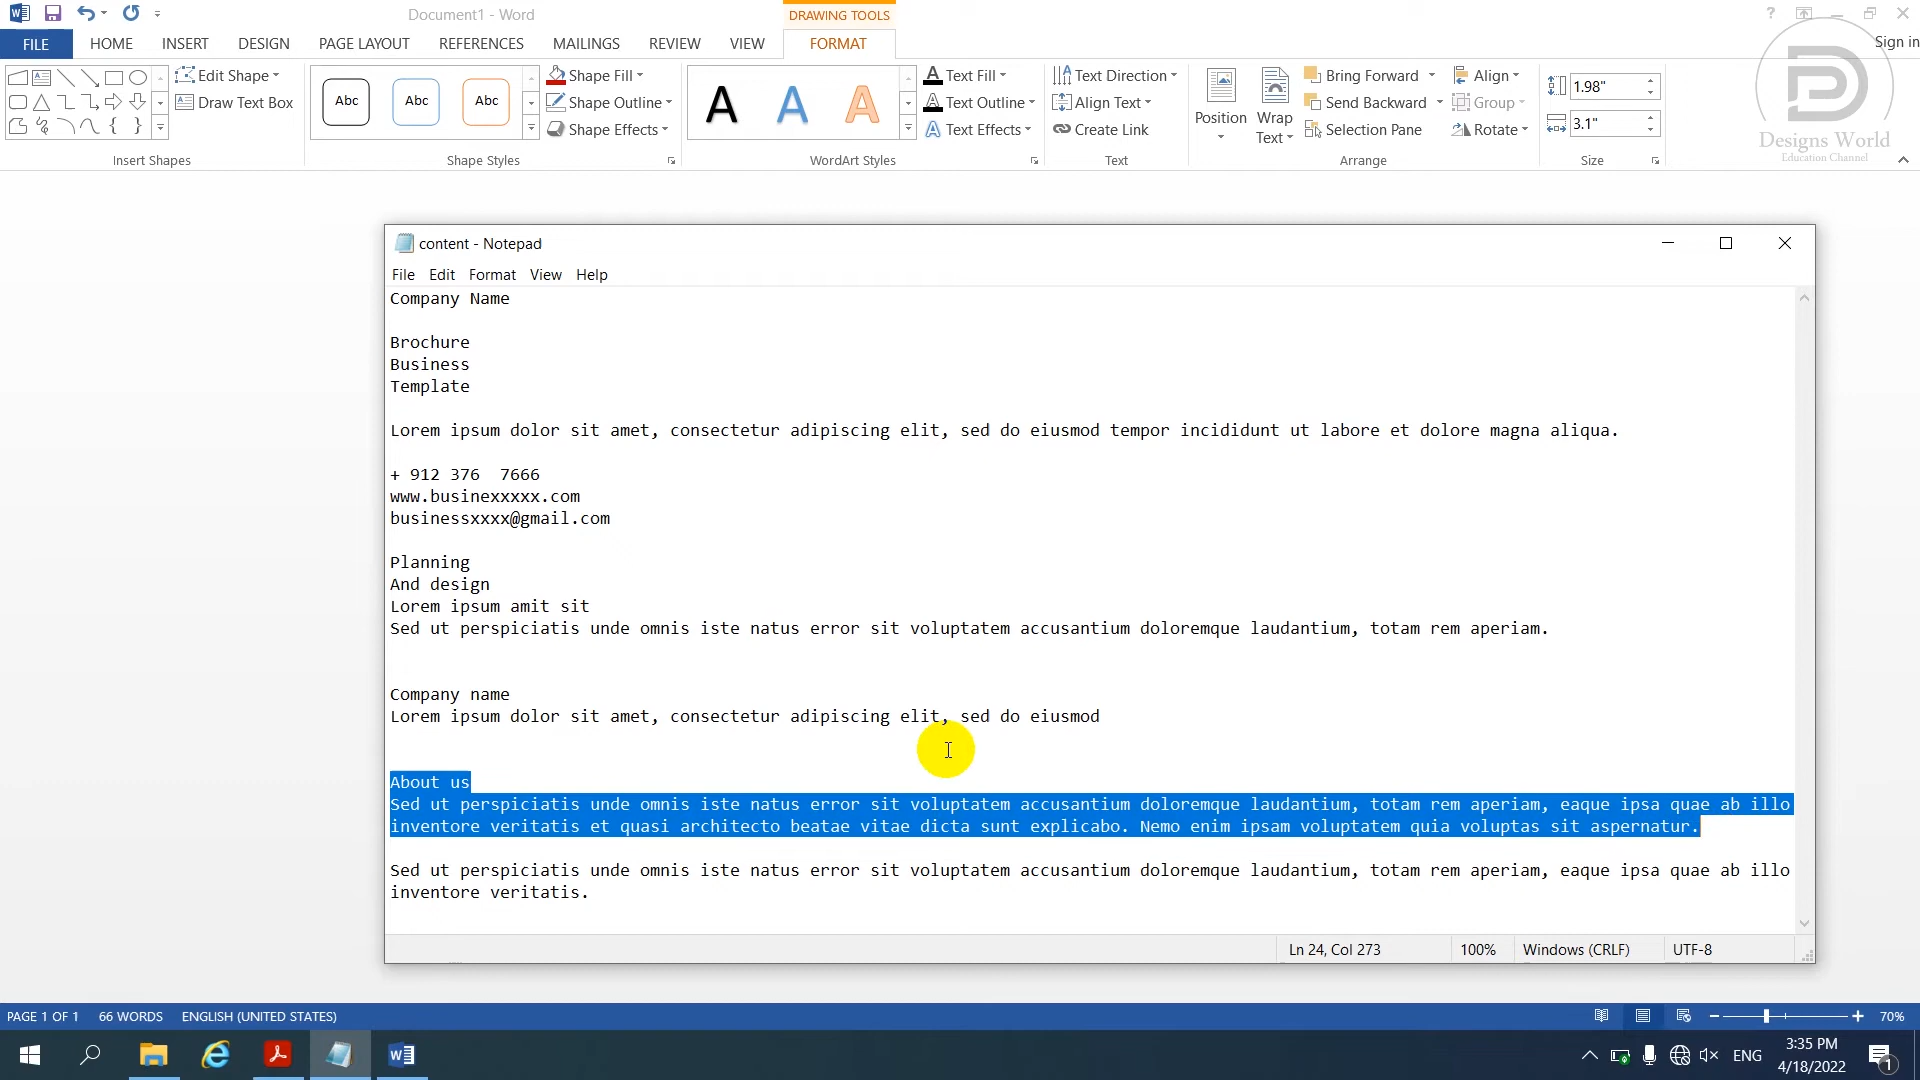 Document1 - Word
DRAWING TOOLS
?
FILE
HOME
INSERT
DESIGN
PAGE LAYOUT
REFERENCES
MAILINGS
REVIEW
VIEW
FORMAT
Sign in
Edit Shape
Draw Text Box
Insert Shapes
Abc
Abc
Abc
Shape Fill
Shape Outline
Shape Effects
Shape Styles
A
A
A
Text Fill
Text Outline
Text Effects
WordArt Styles
Text Direction
Align Text
Create Link
Text
Position
Wrap
Text
Bring Forward
Send Backward
Selection Pane
Align
Group
Rotate
Arrange
1.98"
3.1"
Size
Designs World
Education Channel
content - Notepad
File Edit Format View Help
Company Name
Brochure
Business
Template
Lorem ipsum dolor sit amet, consectetur adipiscing elit, sed do eiusmod tempor incididunt ut labore et dolore magna aliqua.
+ 912 376  7666
www.businexxxxx.com
businessxxxx@gmail.com
Planning
And design
Lorem ipsum amit sit
Sed ut perspiciatis unde omnis iste natus error sit voluptatem accusantium doloremque laudantium, totam rem aperiam.
Company name
Lorem ipsum dolor sit amet, consectetur adipiscing elit, sed do eiusmod
About us
Sed ut perspiciatis unde omnis iste natus error sit voluptatem accusantium doloremque laudantium, totam rem aperiam, eaque ipsa quae ab illo
inventore veritatis et quasi architecto beatae vitae dicta sunt explicabo. Nemo enim ipsam voluptatem quia voluptas sit aspernatur.
Sed ut perspiciatis unde omnis iste natus error sit voluptatem accusantium doloremque laudantium, totam rem aperiam, eaque ipsa quae ab illo
inventore veritatis.
Ln 24, Col 273
100%
Windows (CRLF)
UTF-8
PAGE 1 OF 1
66 WORDS
ENGLISH (UNITED STATES)
70%
ENG
3:35 PM
4/18/2022
1